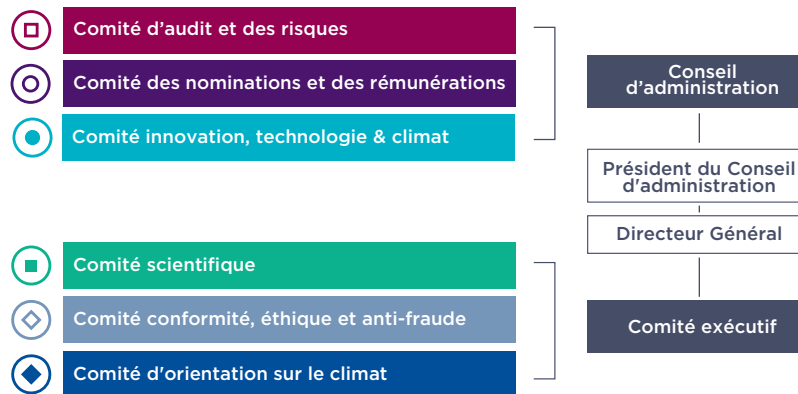 Comité d’audit et des risques
Comité des nominations et des rémunérations
Comité innovation, technologie & climat
Comité scientifique
Comité conformité, éthique et anti-fraude
Comité d'orientation sur le climat
Conseil
d’administration
Président du Conseil
d'administration
Directeur Général
Comité exécutif